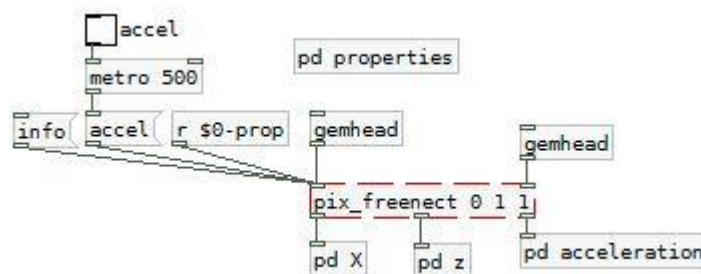 accel
pd properties
metro 500
info
accel
r $0-prop
gemhead
gemhead
pix_freenect 0 1 1
pd X
pd z
pd acceleration